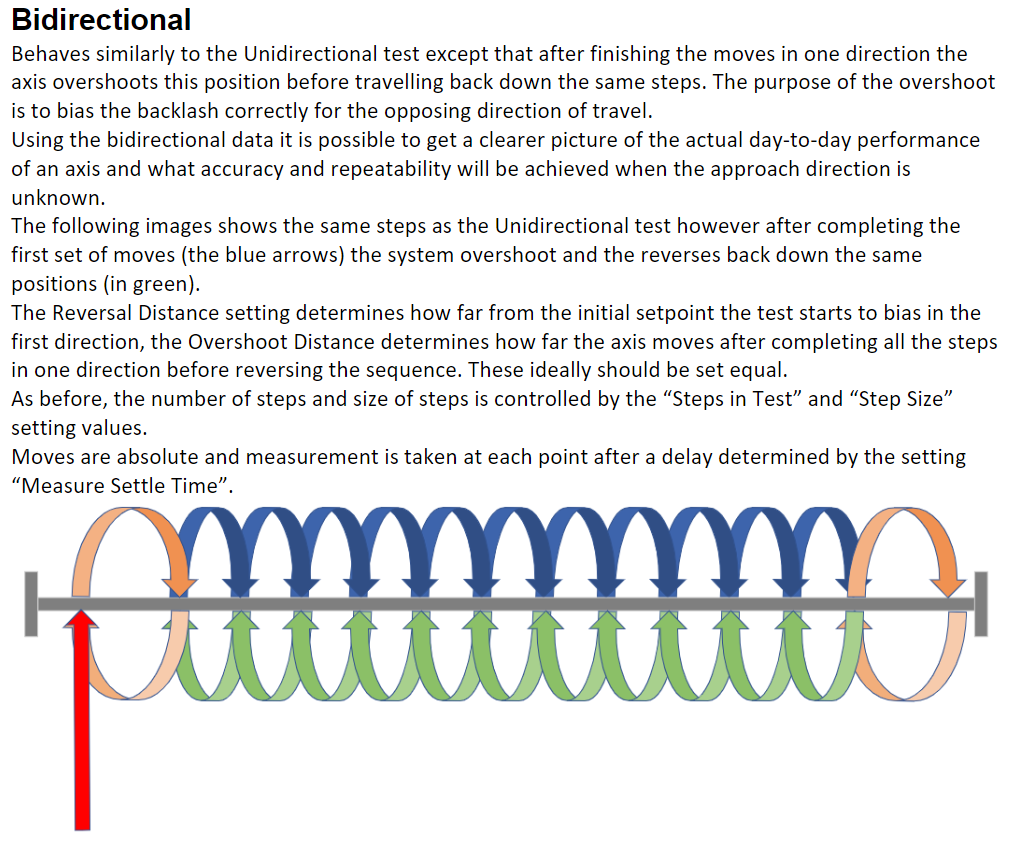 Bidirectional
Behaves similarly to the Unidirectional test except that after finishing the moves in one direction the
axis overshoots this position before travelling back down the same steps. The purpose of the overshoot
is to bias the backlash correctly for the opposing direction of travel.
Using the bidirectional data it is possible to get a clearer picture of the actual day-to-day performance
of an axis and what accuracy and repeatability will be achieved when the approach direction is
unknown.
The following images shows the same steps as the Unidirectional test however after completing the
first set of moves (the blue arrows) the system overshoot and the reverses back down the same
positions (in green).
The Reversal Distance setting determines how far from the initial setpoint the test starts to bias in the
first direction, the Overshoot Distance determines how far the axis moves after completing all the steps
in one direction before reversing the sequence. These ideally should be set equal.
As before, the number of steps and size of steps is controlled by the “Steps in Test” and “Step Size”
setting values.
Moves are absolute and measurement is taken at each point after a delay determined by the setting
“Measure Settle Time”.